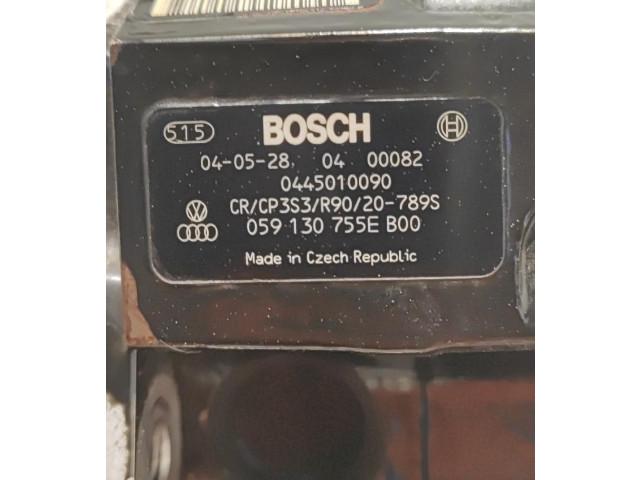 515 BOSCH
04-05-28 04 00082
0445010090
CR/CP3S3/R90/20-789S
059 130 755E B00
Made in Czech Republic